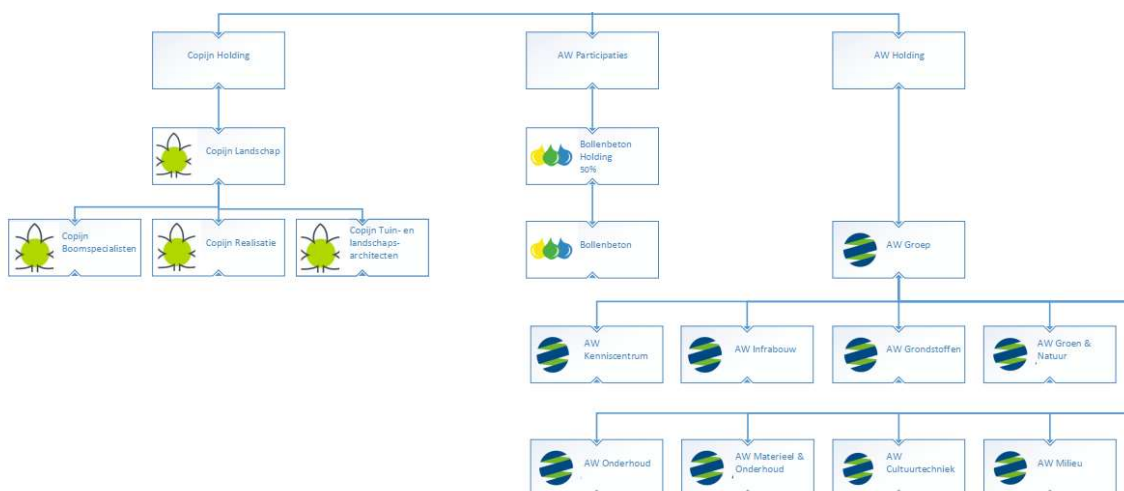 Copijn Holding
AW Participaties
AW Holding
Copijn Landschap
Bollenbeton
Holding
50%
Copijn
Boomspecialisten
Copijn Realisatie
Copijn Tuin- en
landschaps-
architecten
Bollenbeton
AW Groep
AW
Kenniscentrum
AW Infrabouw
AW Grondstoffen
AW Groen &
Natuur
AW Onderhoud
AW Materieel &
Onderhoud
AW
Cultuurtechniek
AW Milieu